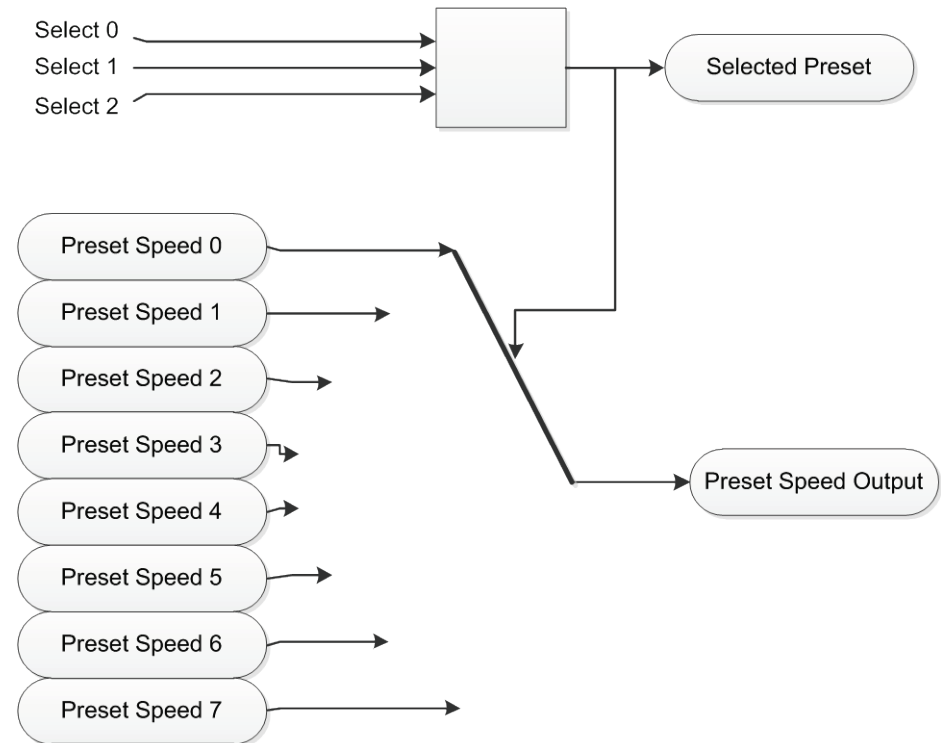 Select 0
Select 1
Select 2
Selected Preset
Preset Speed 0
Preset Speed 1
Preset Speed 2
Preset Speed 3
Preset Speed 4
Preset Speed Output
Preset Speed 5
Preset Speed 6
Preset Speed 7